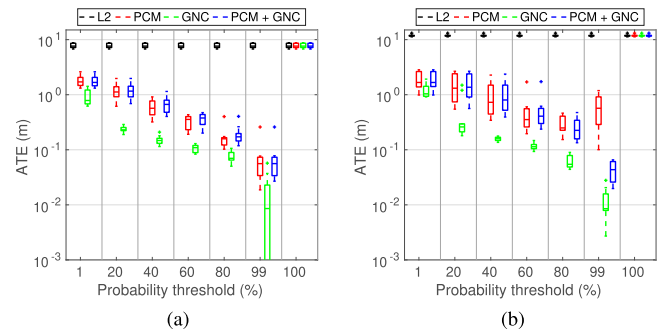 L2 PCM GNC PCM + GNC
10^1
10^0
10^-1
10^-2
10^-3
ATE (m)
1 20 40 60 80 99 100
Probability threshold (%)
(a)
L2 PCM GNC PCM + GNC
10^1
10^0
10^-1
10^-2
10^-3
ATE (m)
1 20 40 60 80 99 100
Probability threshold (%)
(b)